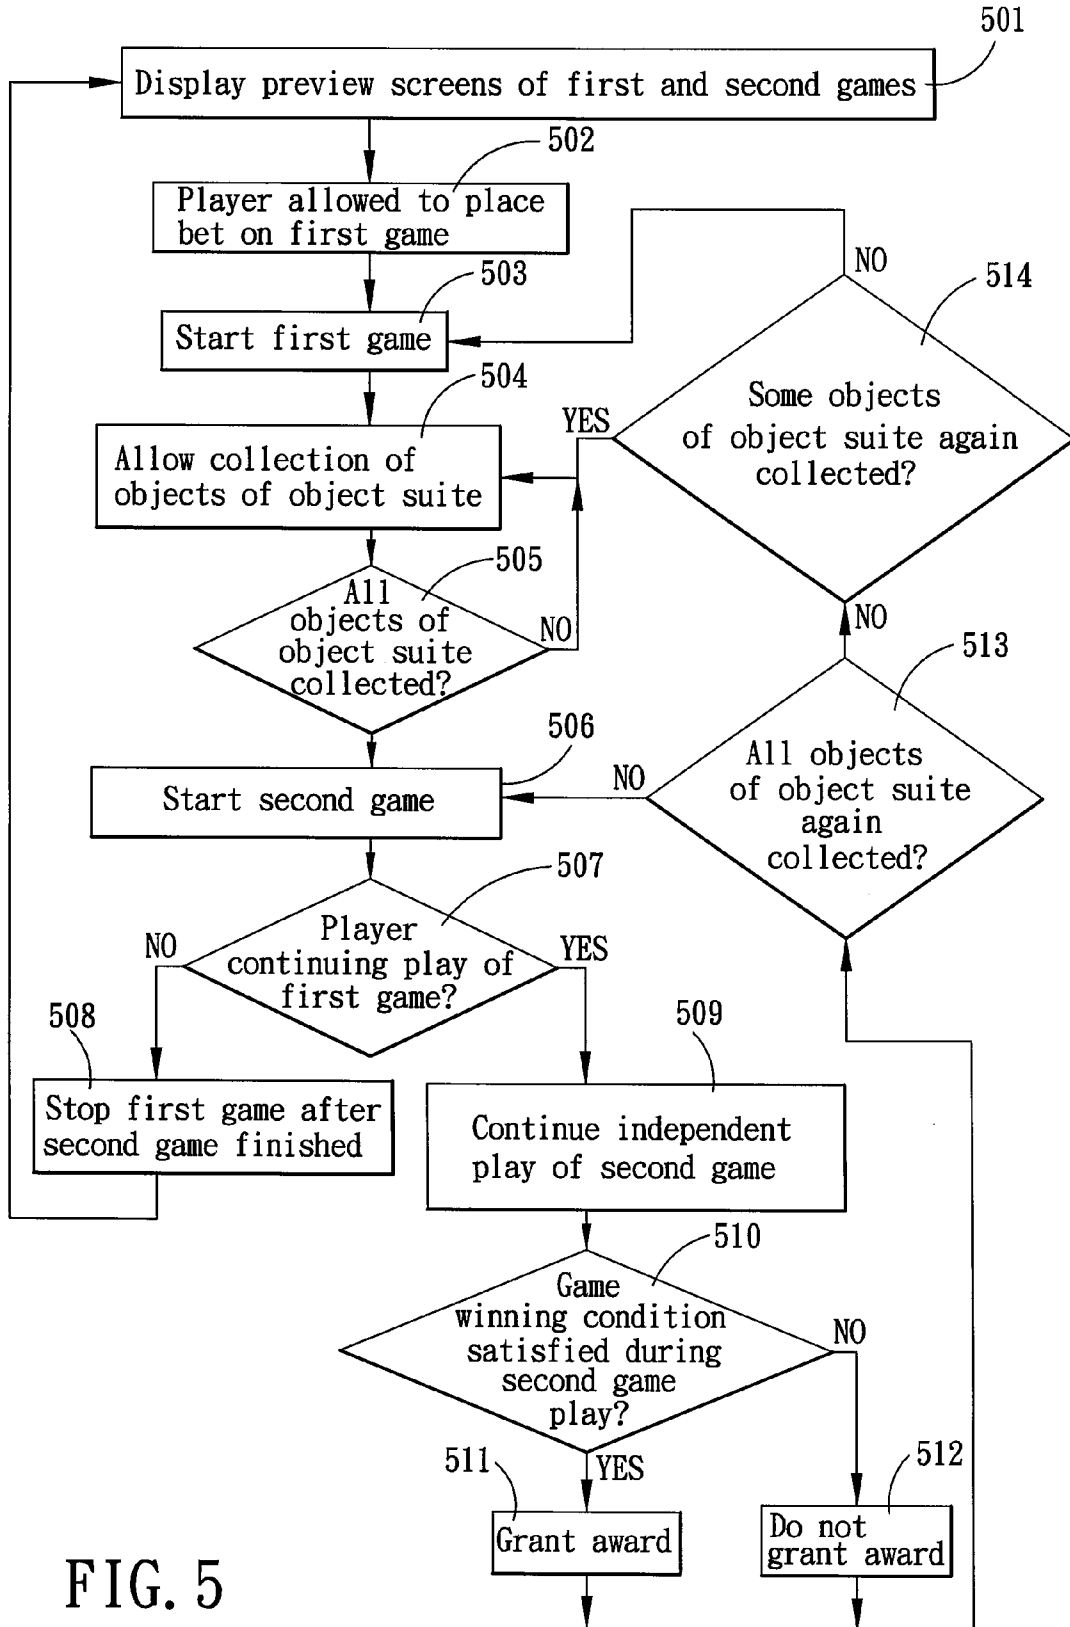 501
Display preview screens of first and second games
502
Player allowed to place
bet on first game
503
Start first game
504
Allow collection of
objects of object suite
505
All
objects of
object suite
collected?
NO
YES
NO
514
Some objects
of object suite again
collected?
NO
513
All objects
of object suite
again
collected?
NO
506
Start second game
507
Player
continuing play of
first game?
NO
YES
508
Stop first game after
second game finished
509
Continue independent
play of second game
510
Game
winning condition
satisfied during
second game
play?
NO
YES
511
Grant award
512
Do not
grant award
FIG. 5